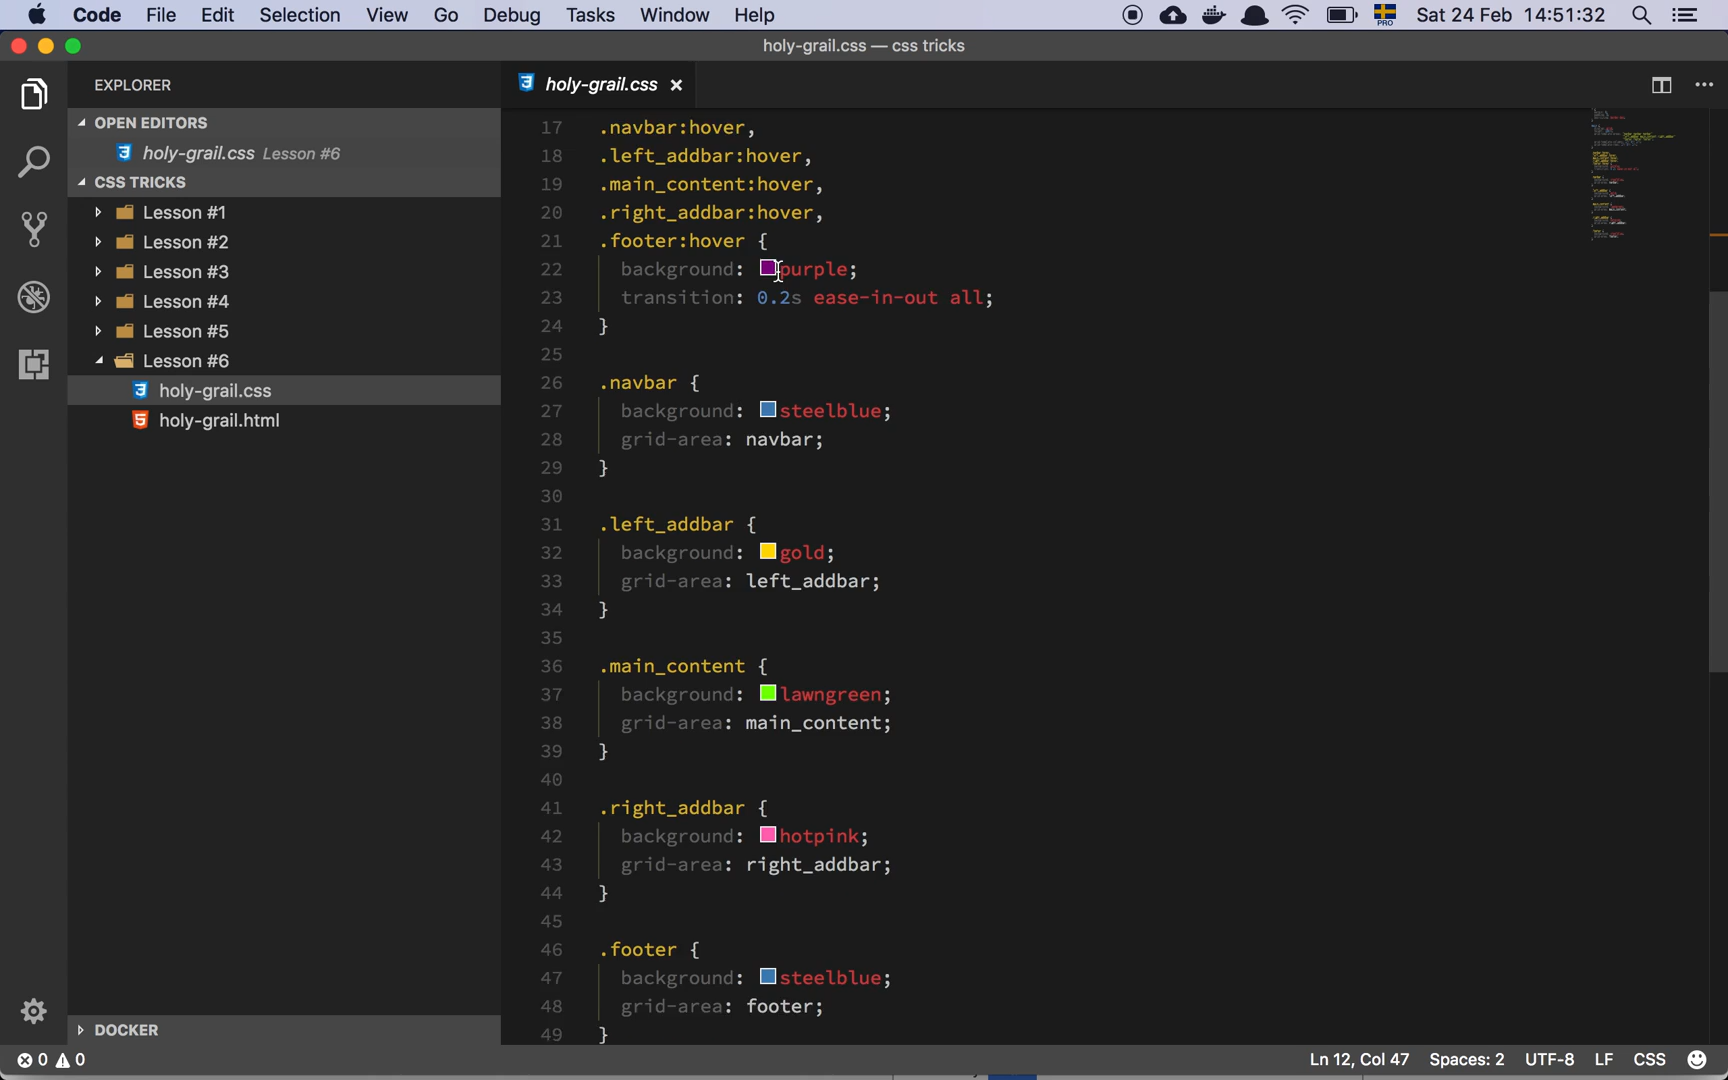 Code File Edit Selection View Go Debug Tasks Window Help PRO Sat 24 Feb 14:51:32
holy-grail.css — css tricks
EXPLORER
OPEN EDITORS
holy-grail.css Lesson #6
CSS TRICKS
Lesson #1
Lesson #2
Lesson #3
Lesson #4
Lesson #5
Lesson #6
holy-grail.css
holy-grail.html
DOCKER
holy-grail.css
17 .navbar:hover,
18 .left_addbar:hover,
19 .main_content:hover,
20 .right_addbar:hover,
21 .footer:hover {
22 background: purple;
23 transition: 0.2s ease-in-out all;
24 }
25
26 .navbar {
27 background: steelblue;
28 grid-area: navbar;
29 }
30
31 .left_addbar {
32 background: gold;
33 grid-area: left_addbar;
34 }
35
36 .main_content {
37 background: lawngreen;
38 grid-area: main_content;
39 }
40
41 .right_addbar {
42 background: hotpink;
43 grid-area: right_addbar;
44 }
45
46 .footer {
47 background: steelblue;
48 grid-area: footer;
49 }
0 0 Ln 12, Col 47 Spaces: 2 UTF-8 LF CSS